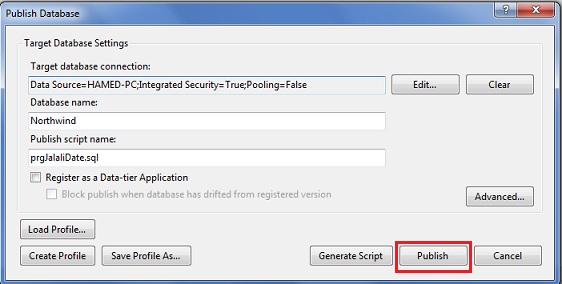 Publish Database
Target Database Settings
Target database connection:
Data Source=HAMED-PC;Integrated Security=True;Pooling=False
Edit...
Clear
Database name:
Northwind
Publish script name:
prgJalaliDate.sql
Register as a Data-tier Application
Block publish when database has drifted from registered version
Advanced...
Load Profile...
Create Profile
Save Profile As...
Generate Script
Publish
Cancel